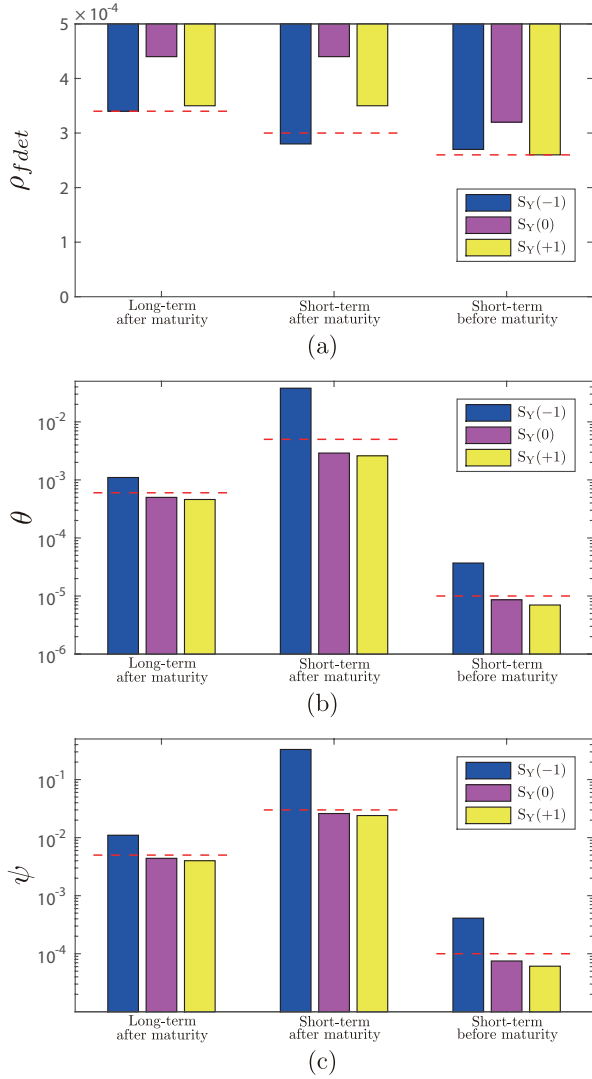 5 ×10⁻⁴
4
3
2
1
0
ρ_{f det}
S_Y(−1)
S_Y(0)
S_Y(+1)
Long-term
after maturity
Short-term
after maturity
Short-term
before maturity
(a)
10⁻²
10⁻³
10⁻⁴
10⁻⁵
10⁻⁶
θ
S_Y(−1)
S_Y(0)
S_Y(+1)
Long-term
after maturity
Short-term
after maturity
Short-term
before maturity
(b)
10⁻¹
10⁻²
10⁻³
10⁻⁴
ψ
S_Y(−1)
S_Y(0)
S_Y(+1)
Long-term
after maturity
Short-term
after maturity
Short-term
before maturity
(c)